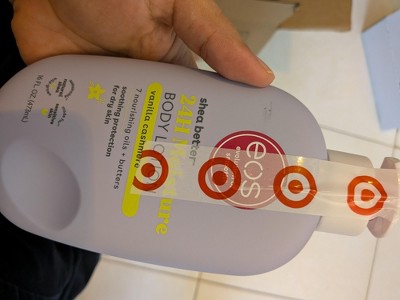 eos
shea better
24H moisture
BODY LO
vanilla cashmere
7 nourishing oils + butters
soothing protection
for dry skin
16 FL OZ (473mL)